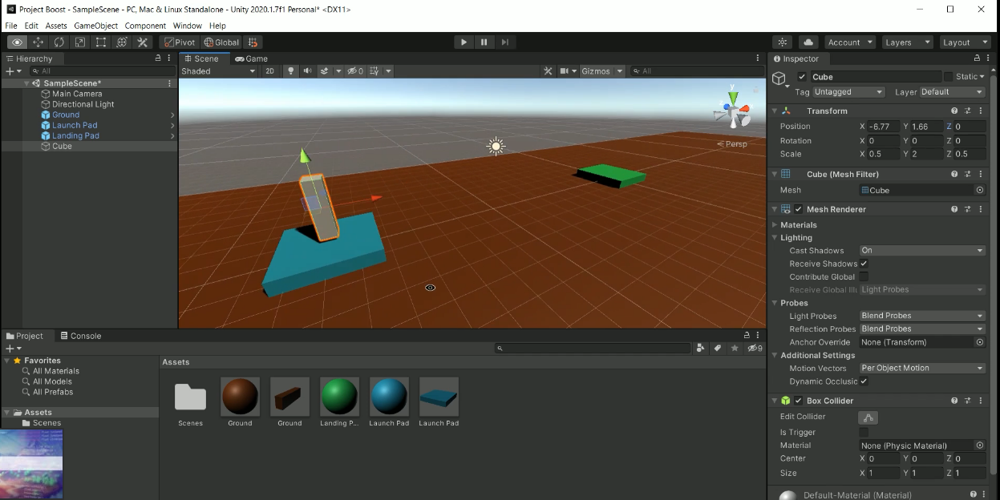 Project Boost - SampleScene - PC, Mac & Linux Standalone - Unity 2020.1.7f1 Personal* <DX11>
File Edit Assets GameObject Component Window Help
Pivot Global Account Layers Layout
Hierarchy
All
SampleScene*
Main Camera
Directional Light
Ground
Launch Pad
Landing Pad
Cube
Scene Game
Shaded 2D 0 Gizmos All
y
Persp
Inspector
Cube Static
Tag Untagged Layer Default
Transform
Position X -6.77 Y 1.66 Z 0
Rotation X 0 Y 0 Z 0
Scale X 0.5 Y 2 Z 0.5
Cube (Mesh Filter)
Mesh Cube
Mesh Renderer
Materials
Lighting
Cast Shadows On
Receive Shadows
Contribute Global
Receive Global Illu Light Probes
Probes
Light Probes Blend Probes
Reflection Probes Blend Probes
Anchor Override None (Transform)
Additional Settings
Motion Vectors Per Object Motion
Dynamic Occlusic
Box Collider
Edit Collider
Is Trigger
Material None (Physic Material)
Center X 0 Y 0 Z 0
Size X 1 Y 1 Z 1
Default-Material (Material)
Project Console
9
Favorites
All Materials
All Models
All Prefabs
Assets
Scenes
Assets
Scenes Ground Ground Landing P... Launch Pad Launch Pad